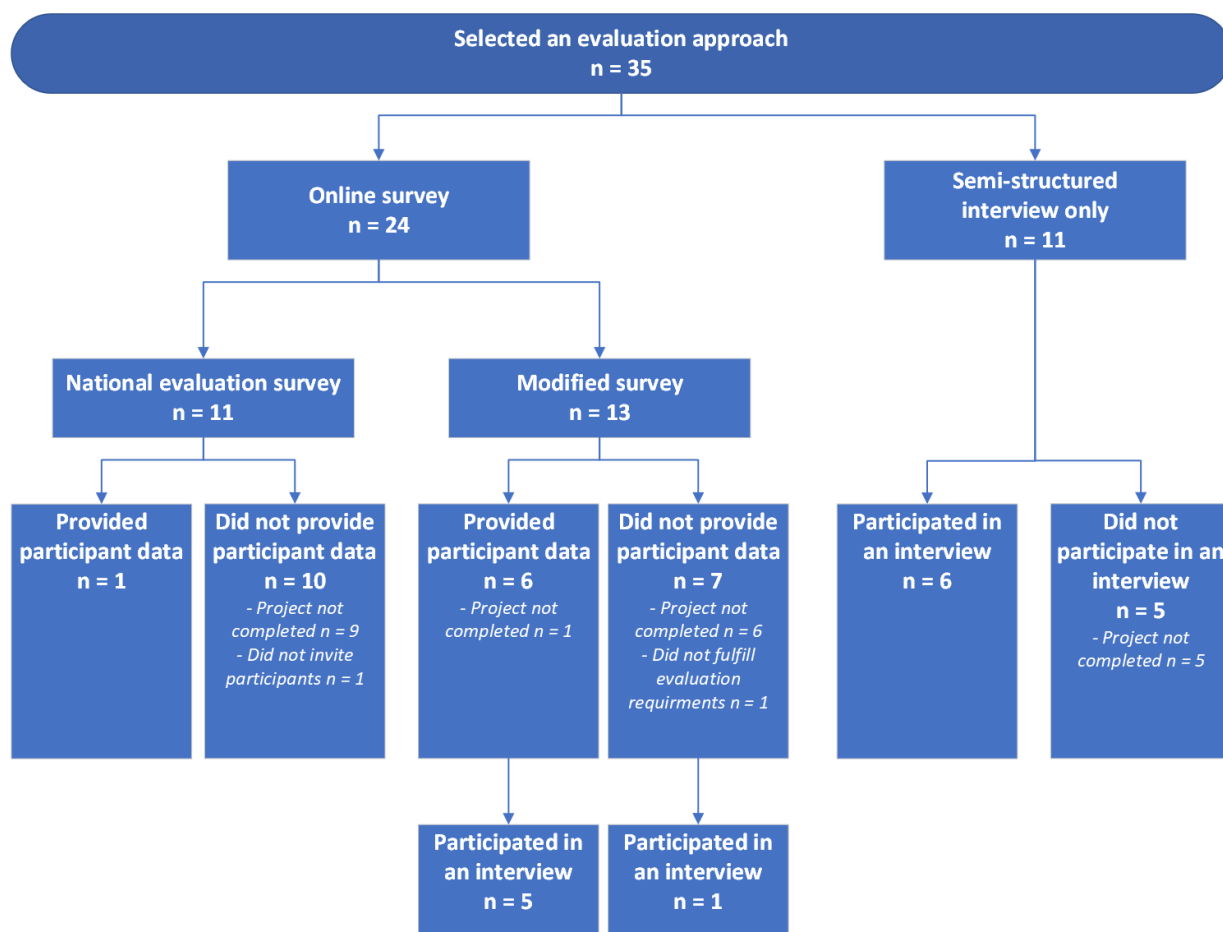 Selected an evaluation approach
n = 35
Online survey
n = 24
Semi-structured
interview only
n = 11
National evaluation survey
n = 11
Modified survey
n = 13
Provided
participant data
n = 1
Did not provide
participant data
n = 10
- Project not
completed n = 9
- Did not invite
participants n = 1
Provided
participant data
n = 6
- Project not
completed n = 1
Did not provide
participant data
n = 7
- Project not
completed n = 6
- Did not fulfill
evaluation
requirments n = 1
Participated in
an interview
n = 6
Did not
participate in an
interview
n = 5
- Project not
completed n = 5
Participated in
an interview
n = 5
Participated in
an interview
n = 1